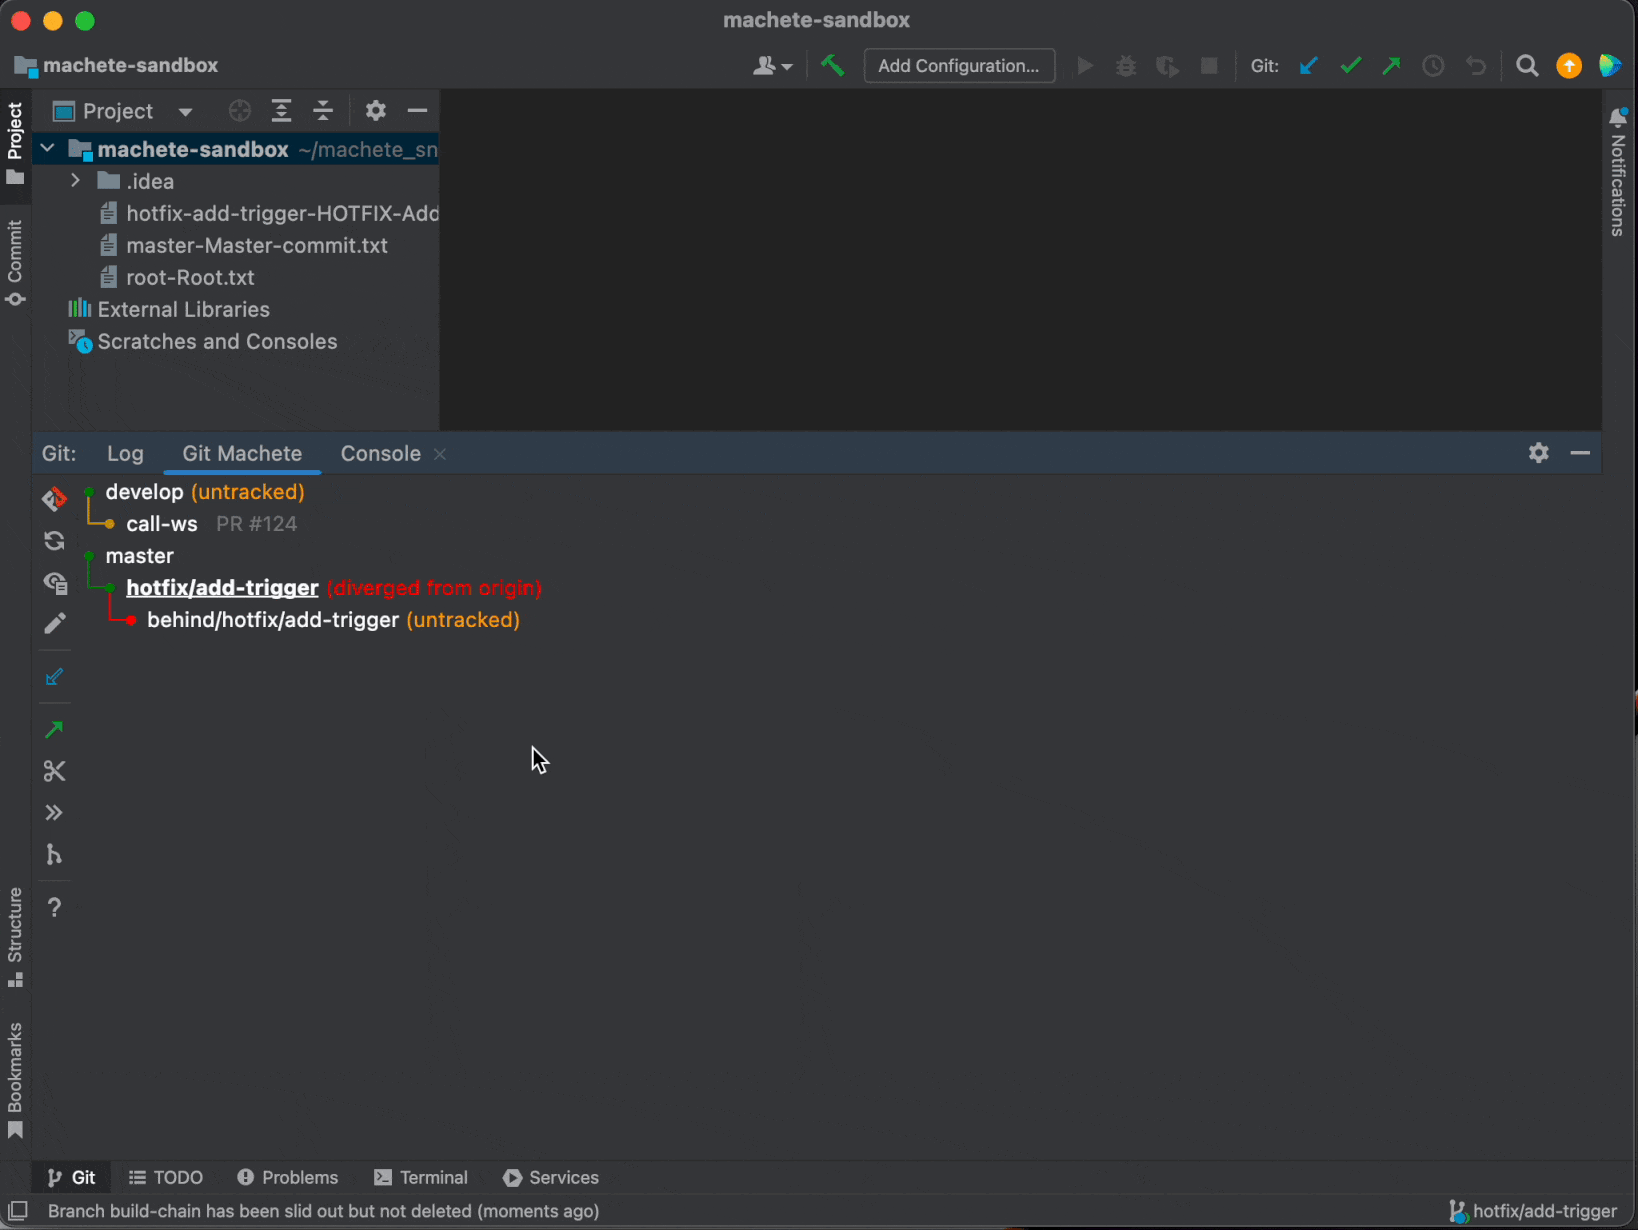 machete-sandbox
machete-sandbox
Add Configuration...
Git:
Project
Project
machete-sandbox ~/machete_sn
.idea
hotfix-add-trigger-HOTFIX-Add
master-Master-commit.txt
root-Root.txt
External Libraries
Scratches and Consoles
Commit
Notifications
Git:
Log
Git Machete
Console
develop (untracked)
call-ws PR #124
master
hotfix/add-trigger (diverged from origin)
behind/hotfix/add-trigger (untracked)
?
Structure
Bookmarks
Git
TODO
Problems
Terminal
Services
Branch build-chain has been slid out but not deleted (moments ago)
hotfix/add-trigger